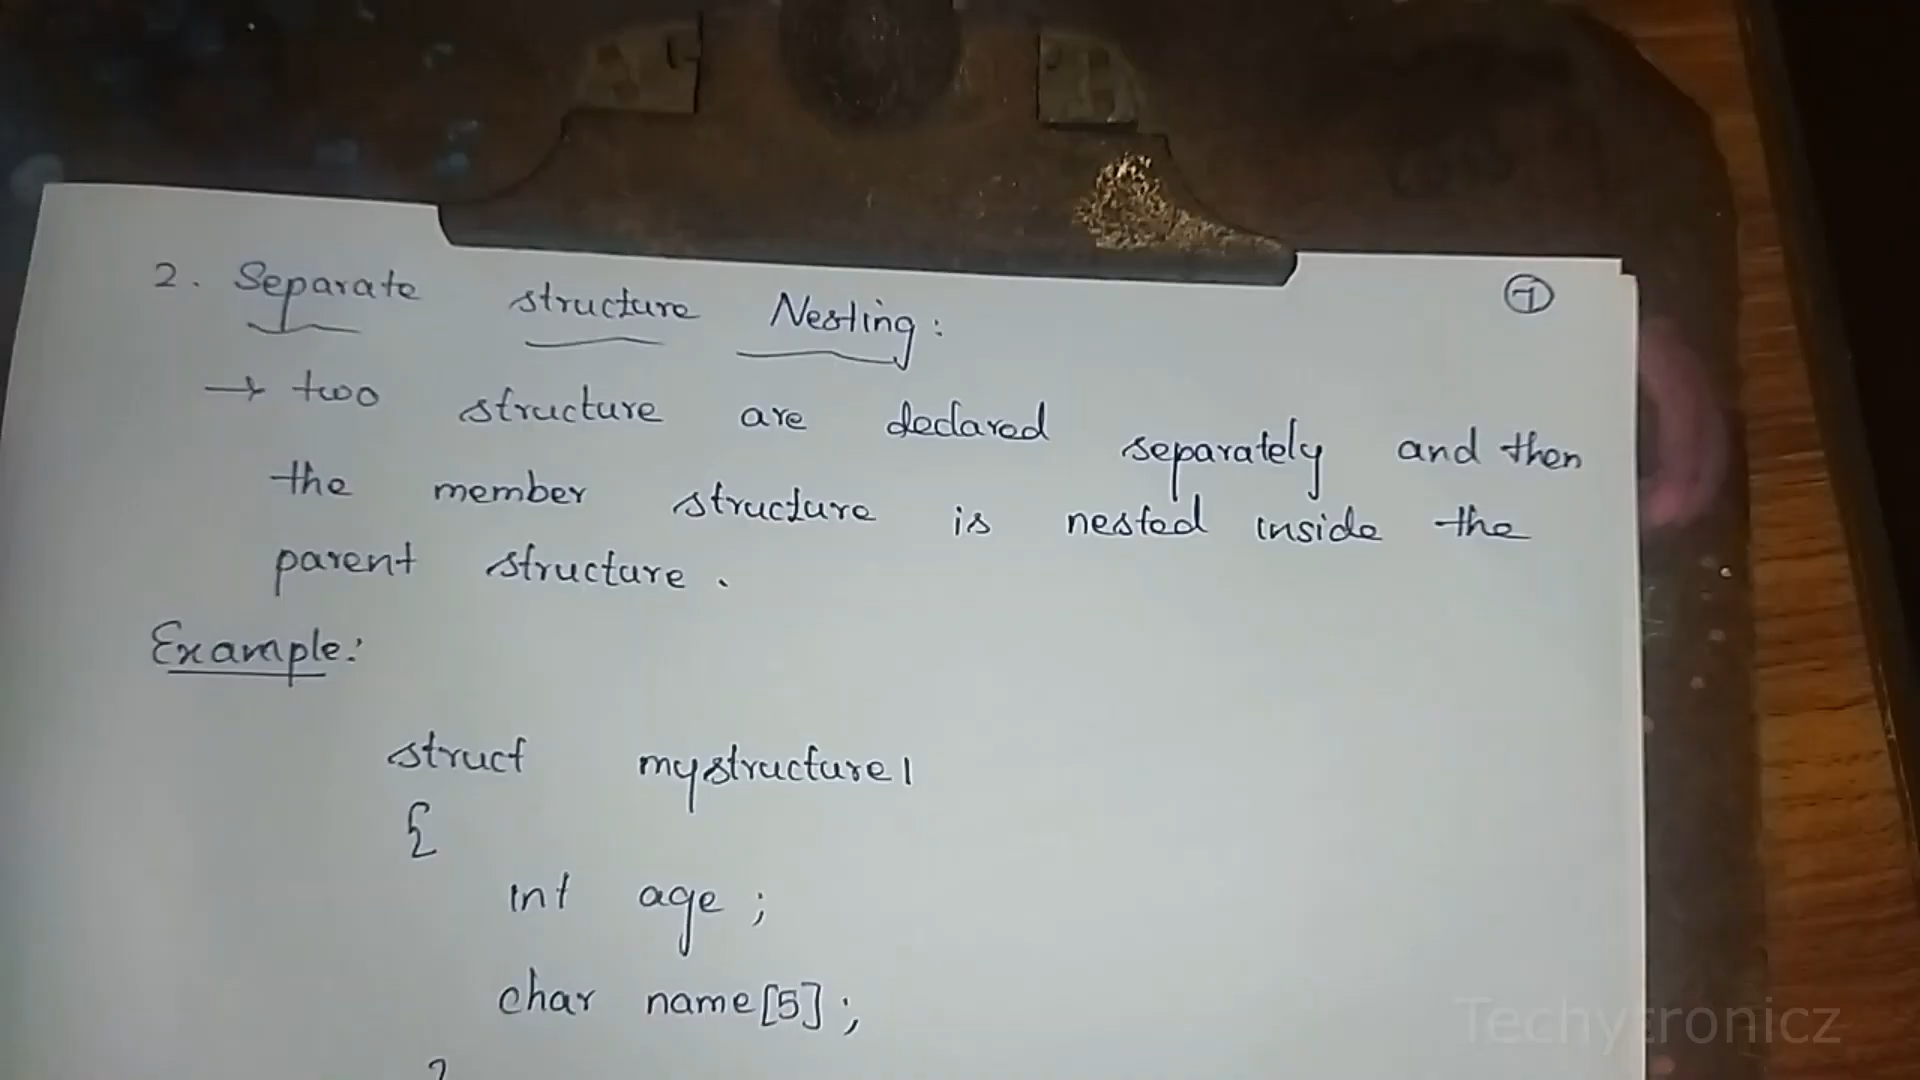 2. Separate structure Nesting:
7
→ two structure are declared separately and then
the member structure is nested inside the
parent structure.
Example:
struct mystructure1
{
int age;
char name[5];
Techytronicz